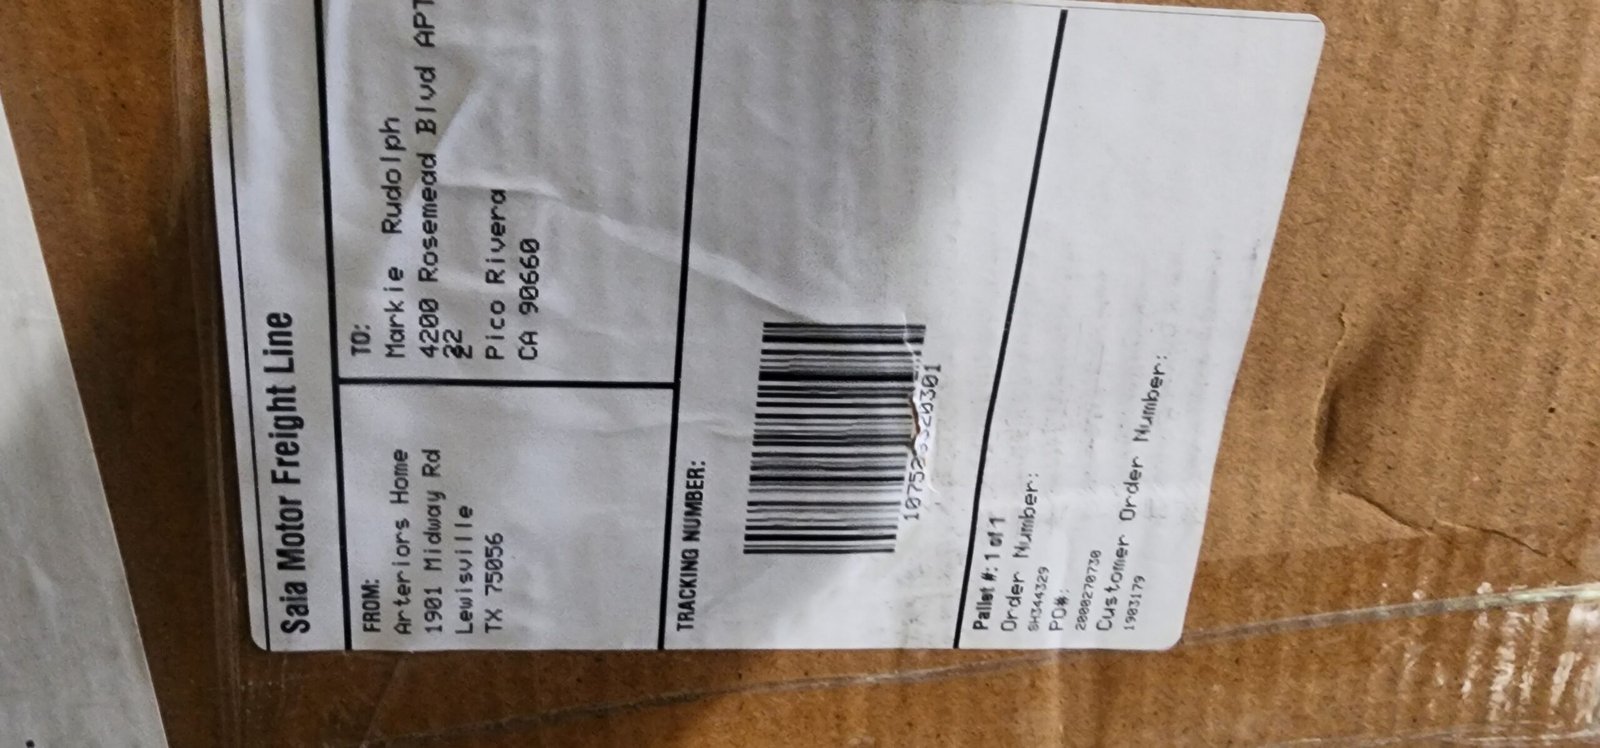 Saia Motor Freight Line
FROM:
Arteriors Home
1901 Midway Rd
Lewisville
TX 75056
TO:
Markie Rudolph
4200 Rosemead Blvd APT
22
Pico Rivera
CA 90660
TRACKING NUMBER:
Pallet #: 1 of 1
Order Number:
SH344329
PO#:
2000270730
Customer Order Number:
1903179